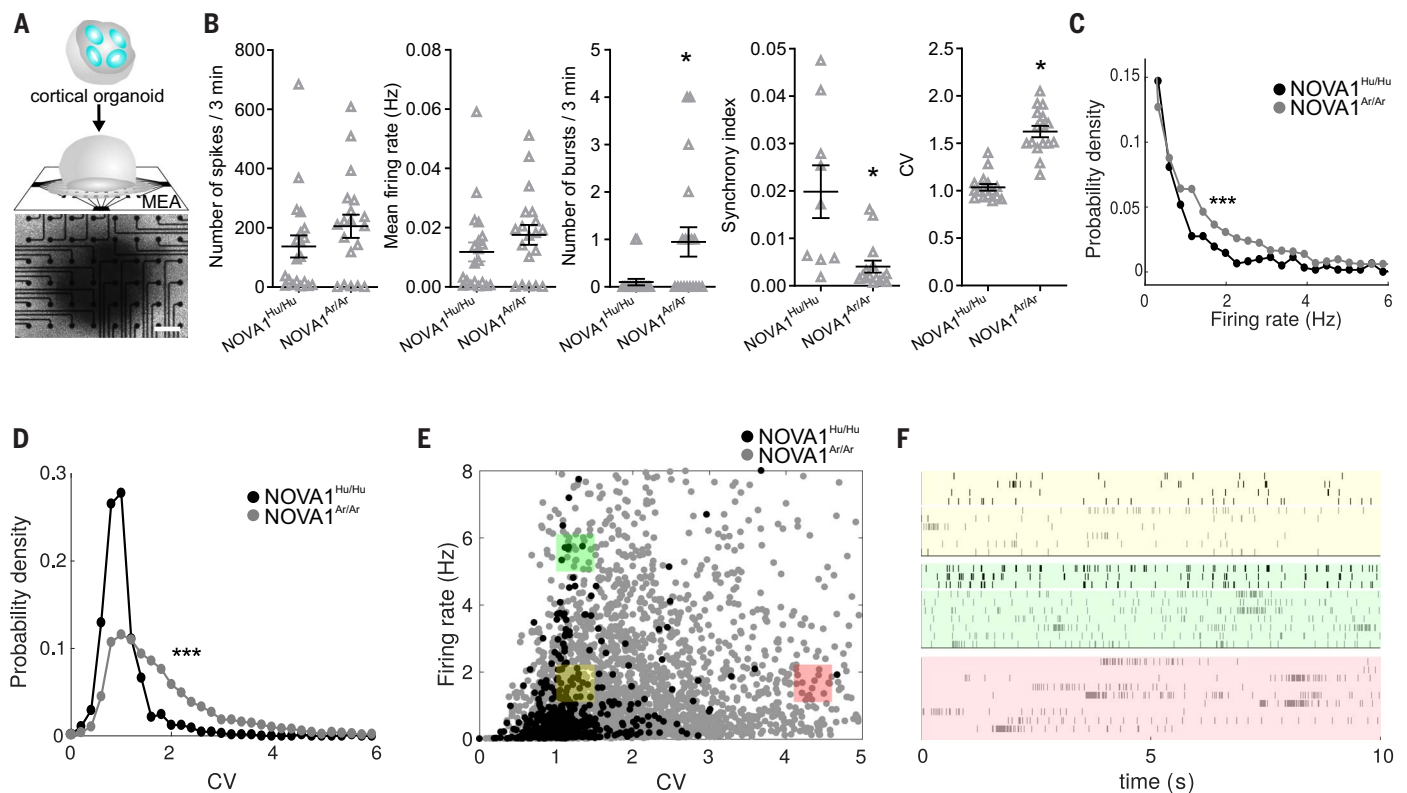 A
cortical organoid
MEA
B
Number of spikes / 3 min
800
600
400
200
0
NOVA1Hu/Hu
NOVA1Ar/Ar
Mean firing rate (Hz)
0.08
0.06
0.04
0.02
0.00
NOVA1Hu/Hu
NOVA1Ar/Ar
Number of bursts / 3 min
5
4
3
2
1
0
*
NOVA1Hu/Hu
NOVA1Ar/Ar
Synchrony index
0.05
0.04
0.03
0.02
0.01
0.00
*
NOVA1Hu/Hu
NOVA1Ar/Ar
CV
2.5
2.0
1.5
1.0
0.5
0.0
*
NOVA1Hu/Hu
NOVA1Ar/Ar
C
NOVA1Hu/Hu
NOVA1Ar/Ar
Probability density
0.15
0.1
0.05
0
***
0 2 4 6
Firing rate (Hz)
D
NOVA1Hu/Hu
NOVA1Ar/Ar
Probability density
0.3
0.2
0.1
0
***
0 2 4 6
CV
E
NOVA1Hu/Hu
NOVA1Ar/Ar
Firing rate (Hz)
8
6
4
2
0
0 1 2 3 4 5
CV
F
0 5 10
time (s)